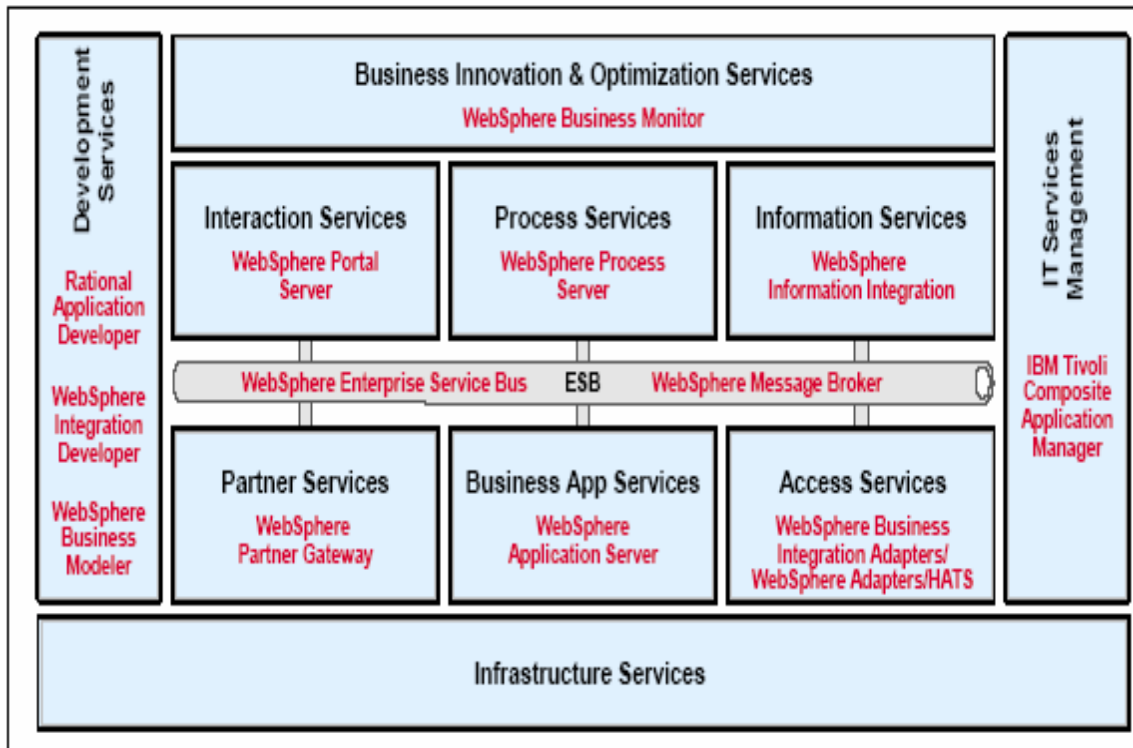 Development
Services
Rational
Application
Developer
WebSphere
Integration
Developer
WebSphere
Business
Modeler
Business Innovation & Optimization Services
WebSphere Business Monitor
Interaction Services
WebSphere Portal
Server
Process Services
WebSphere Process
Server
Information Services
WebSphere
Information Integration
WebSphere Enterprise Service Bus
ESB
WebSphere Message Broker
Partner Services
WebSphere
Partner Gateway
Business App Services
WebSphere
Application Server
Access Services
WebSphere Business
Integration Adapters/
WebSphere Adapters/HATS
IT Services
Management
IBM Tivoli
Composite
Application
Manager
Infrastructure Services